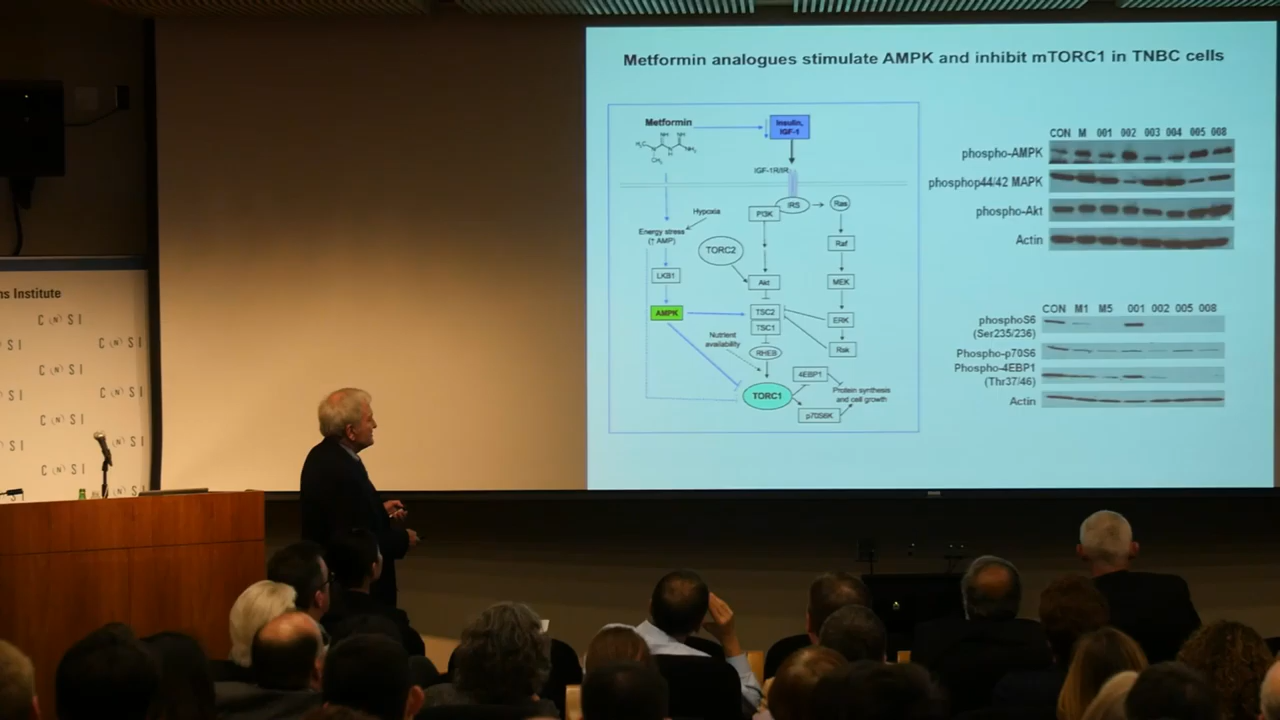 Metformin analogues stimulate AMPK and inhibit mTORC1 in TNBC cells
Metformin
Insulin,
IGF-1
IGF-1R/IR
IRS
Ras
PI3K
Hypoxia
Energy stress
(↑ AMP)
TORC2
Raf
LKB1
Akt
MEK
AMPK
TSC2
TSC1
ERK
Nutrient
availability
RHEB
Rsk
4EBP1
TORC1
Protein synthesis
and cell growth
p70S6K
CON M 001 002 003 004 005 008
phospho-AMPK
phosphop44/42 MAPK
phospho-Akt
Actin
CON M1 M5 001 002 005 008
phosphoS6
(Ser235/236)
Phospho-p70S6
Phospho-4EBP1
(Thr37/46)
Actin
ns Institute
C N S I
S I
C N S I
C N S I
S I
C N S I
C N S I
S I
N S I
C N S I
S I
N S I